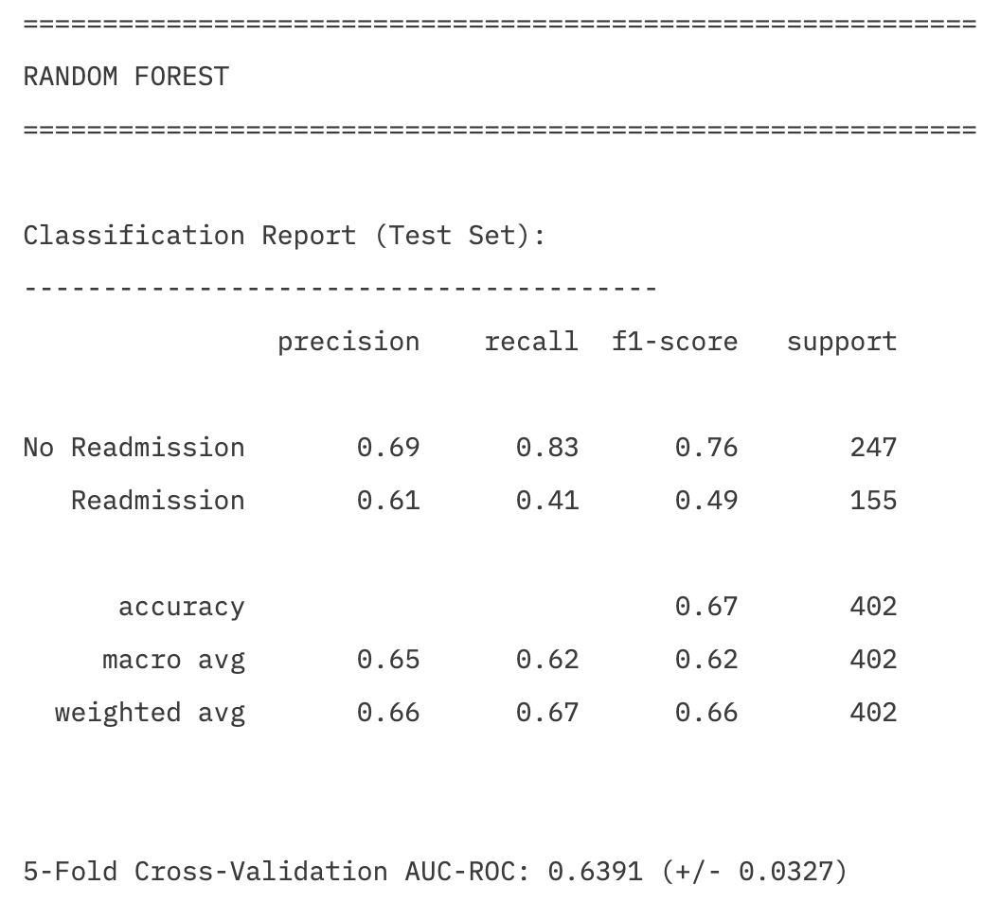 ============================================================
RANDOM FOREST
============================================================
Classification Report (Test Set):
----------------------------------------
precision recall f1-score support
No Readmission 0.69 0.83 0.76 247
Readmission 0.61 0.41 0.49 155
accuracy 0.67 402
macro avg 0.65 0.62 0.62 402
weighted avg 0.66 0.67 0.66 402
5-Fold Cross-Validation AUC-ROC: 0.6391 (+/- 0.0327)